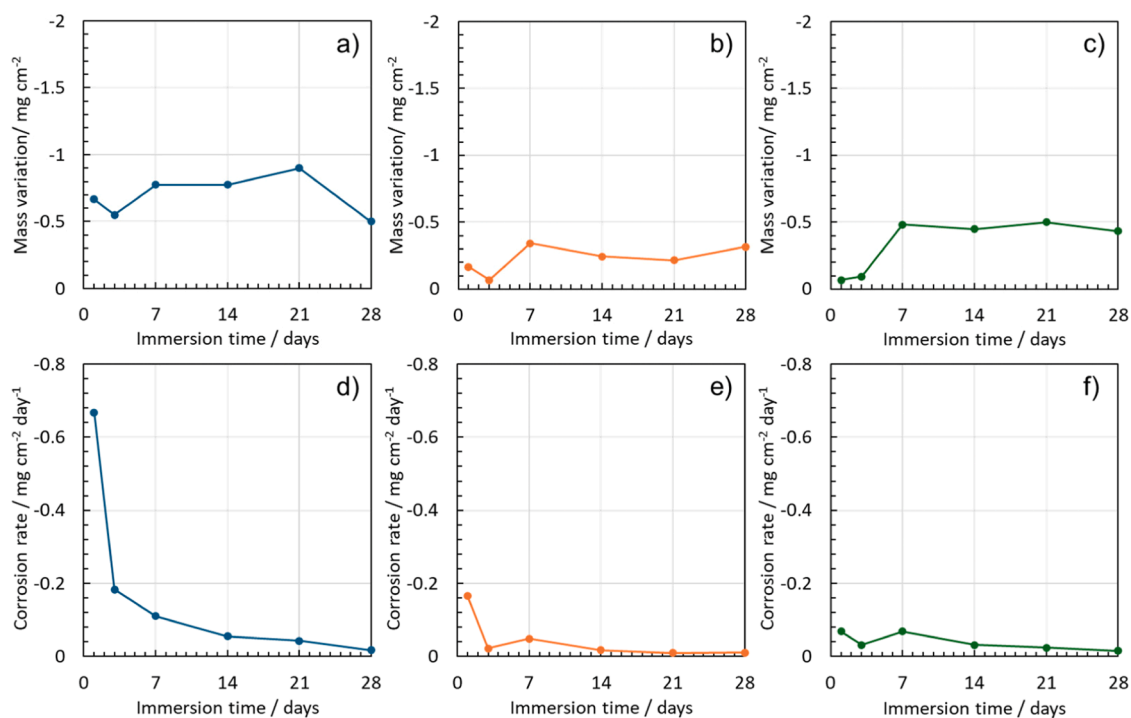 a)
Mass variation/ mg cm-2
-2
-1.5
-1
-0.5
0
0 7 14 21 28
Immersion time / days
b)
Mass variation/ mg cm-2
-2
-1.5
-1
-0.5
0
0 7 14 21 28
Immersion time / days
c)
Mass variation/ mg cm-2
-2
-1.5
-1
-0.5
0
0 7 14 21 28
Immersion time / days
d)
Corrosion rate / mg cm-2 day-1
-0.8
-0.6
-0.4
-0.2
0
0 7 14 21 28
Immersion time / days
e)
Corrosion rate / mg cm-2 day-1
-0.8
-0.6
-0.4
-0.2
0
0 7 14 21 28
Immersion time / days
f)
Corrosion rate / mg cm-2 day-1
-0.8
-0.6
-0.4
-0.2
0
0 7 14 21 28
Immersion time / days